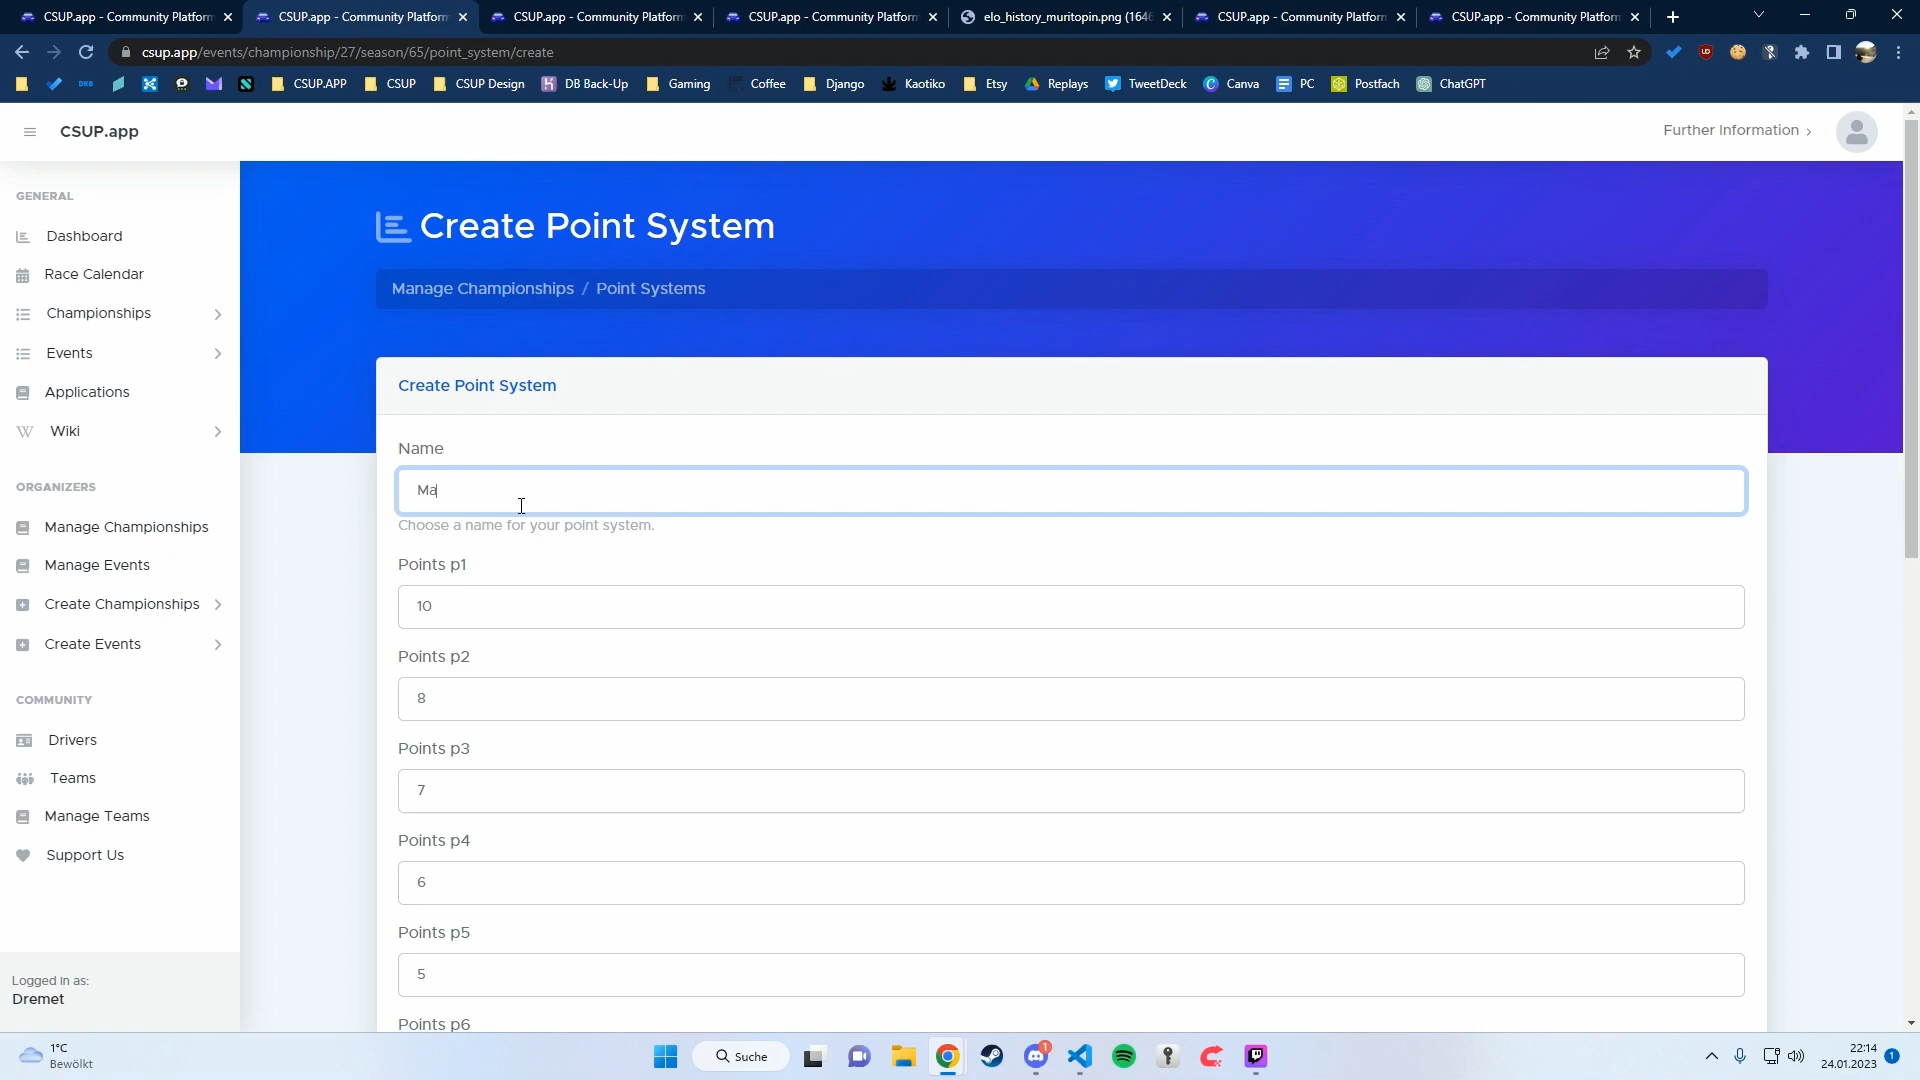 CSUP.app - Community Platform
CSUP.app - Community Platform
CSUP.app - Community Platform
CSUP.app - Community Platform
elo_history_muritopin.png (164
CSUP.app - Community Platform
CSUP.app - Community Platform
csup.app/events/championship/27/season/65/point_system/create
DKB
CSUP.APP
CSUP
CSUP Design
DB Back-Up
Gaming
Coffee
Django
Kaotiko
Etsy
Replays
TweetDeck
Canva
PC
Postfach
ChatGPT
CSUP.app
Further Information
GENERAL
Dashboard
Race Calendar
Championships
Events
Applications
Wiki
ORGANIZERS
Manage Championships
Manage Events
Create Championships
Create Events
COMMUNITY
Drivers
Teams
Manage Teams
Support Us
Logged in as:
Dremet
Create Point System
Manage Championships / Point Systems
Create Point System
Name
Ma
Choose a name for your point system.
Points p1
10
Points p2
8
Points p3
7
Points p4
6
Points p5
5
Points p6
1°C
Bewölkt
Suche
1
22:14
24.01.2023
1